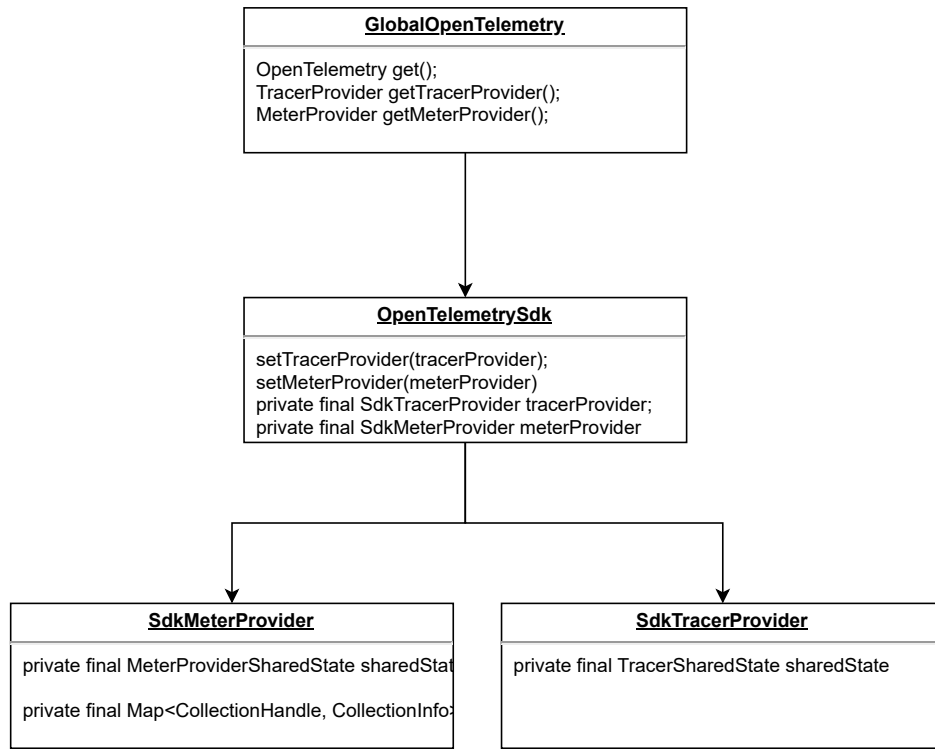 GlobalOpenTelemetry
OpenTelemetry get();
TracerProvider getTracerProvider();
MeterProvider getMeterProvider();
OpenTelemetrySdk
setTracerProvider(tracerProvider);
setMeterProvider(meterProvider)
private final SdkTracerProvider tracerProvider;
private final SdkMeterProvider meterProvider
SdkMeterProvider
private final MeterProviderSharedState sharedStat
private final Map<CollectionHandle, CollectionInfo>
SdkTracerProvider
private final TracerSharedState sharedState